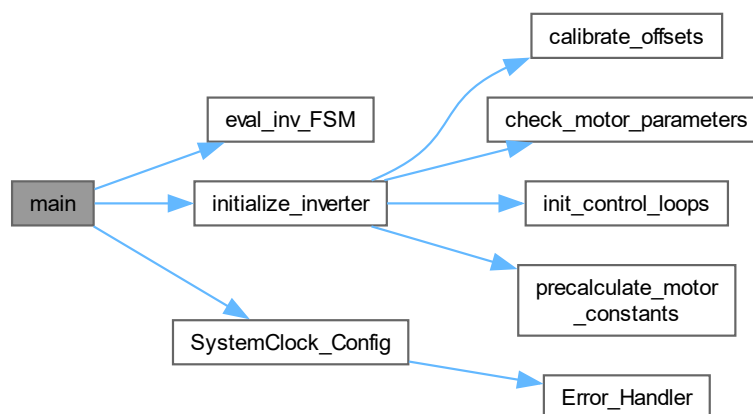 calibrate_offsets
eval_inv_FSM
check_motor_parameters
main
initialize_inverter
init_control_loops
precalculate_motor
_constants
SystemClock_Config
Error_Handler